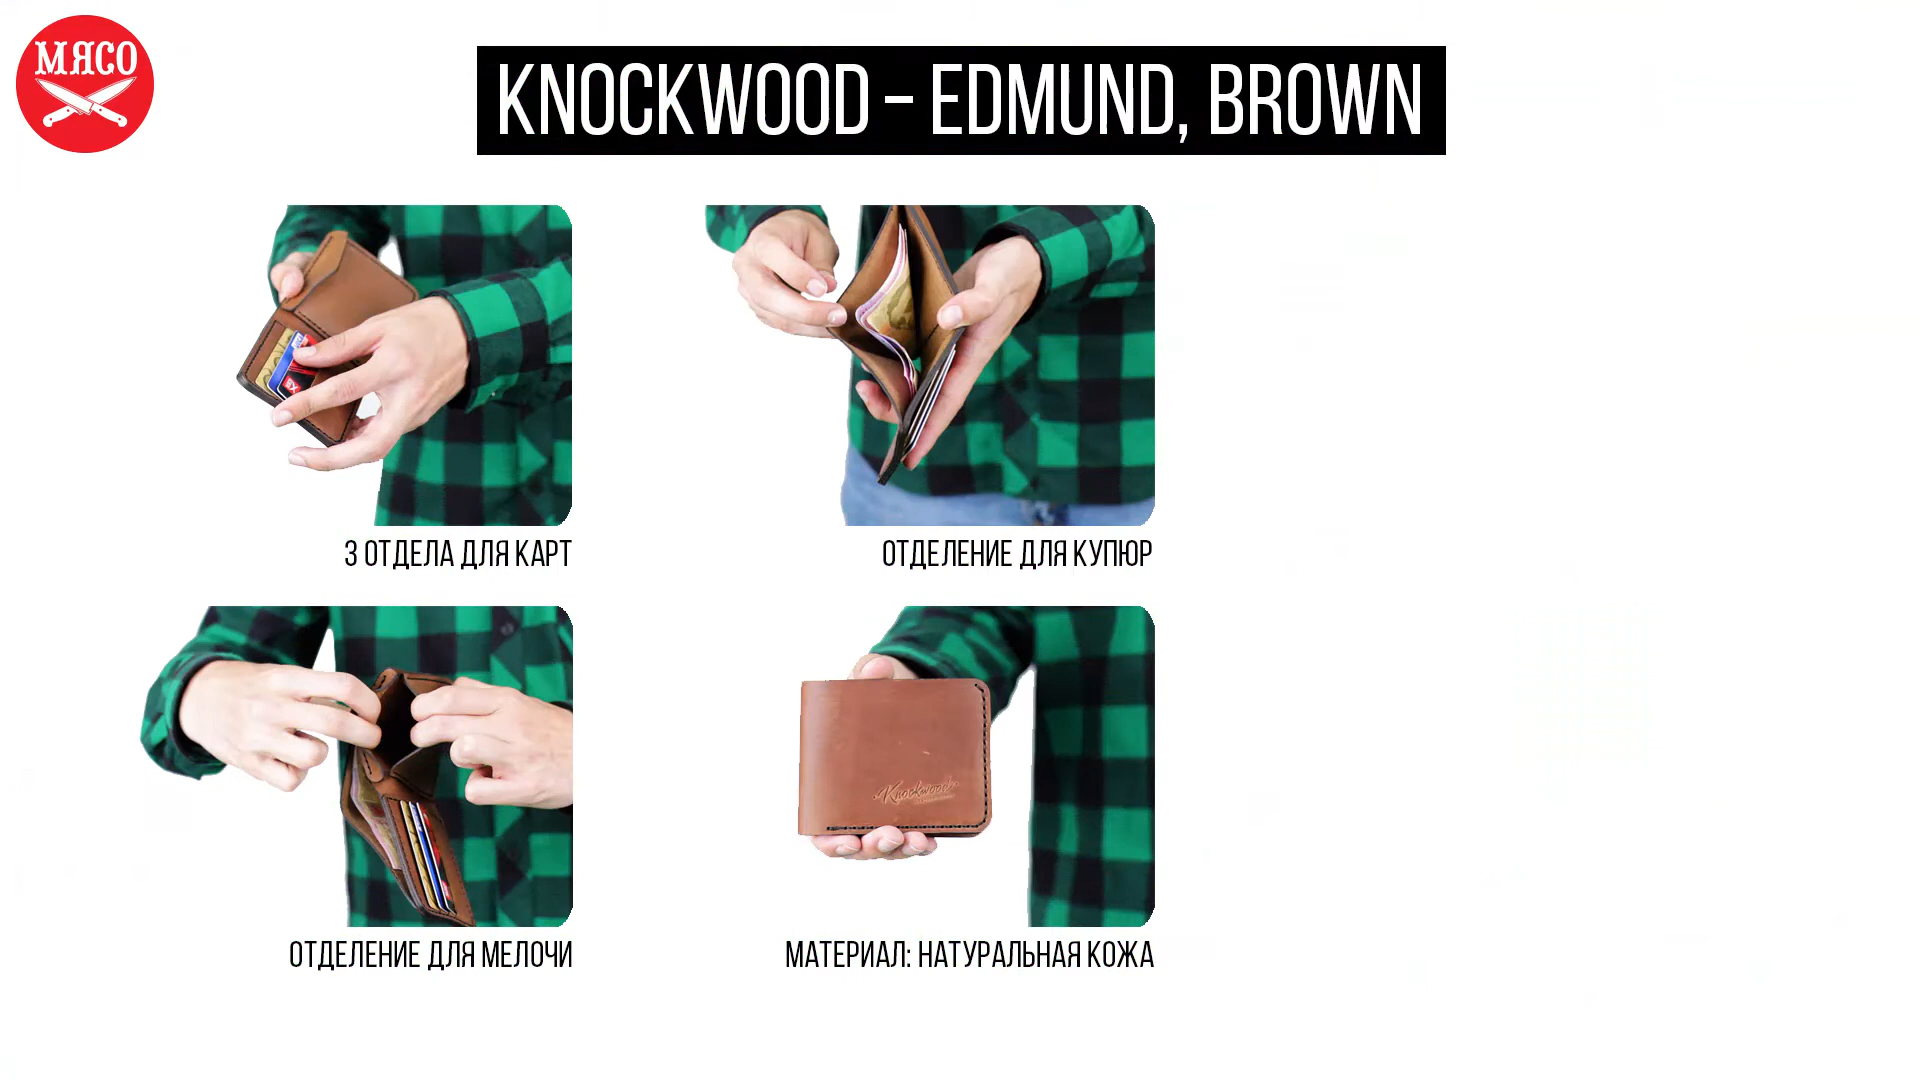 МЯСО
KNOCKWOOD – EDMUND, BROWN
3 ОТДЕЛА ДЛЯ КАРТ
ОТДЕЛЕНИЕ ДЛЯ КУПЮР
ОТДЕЛЕНИЕ ДЛЯ МЕЛОЧИ
Knockwood
МАТЕРИАЛ: НАТУРАЛЬНАЯ КОЖА